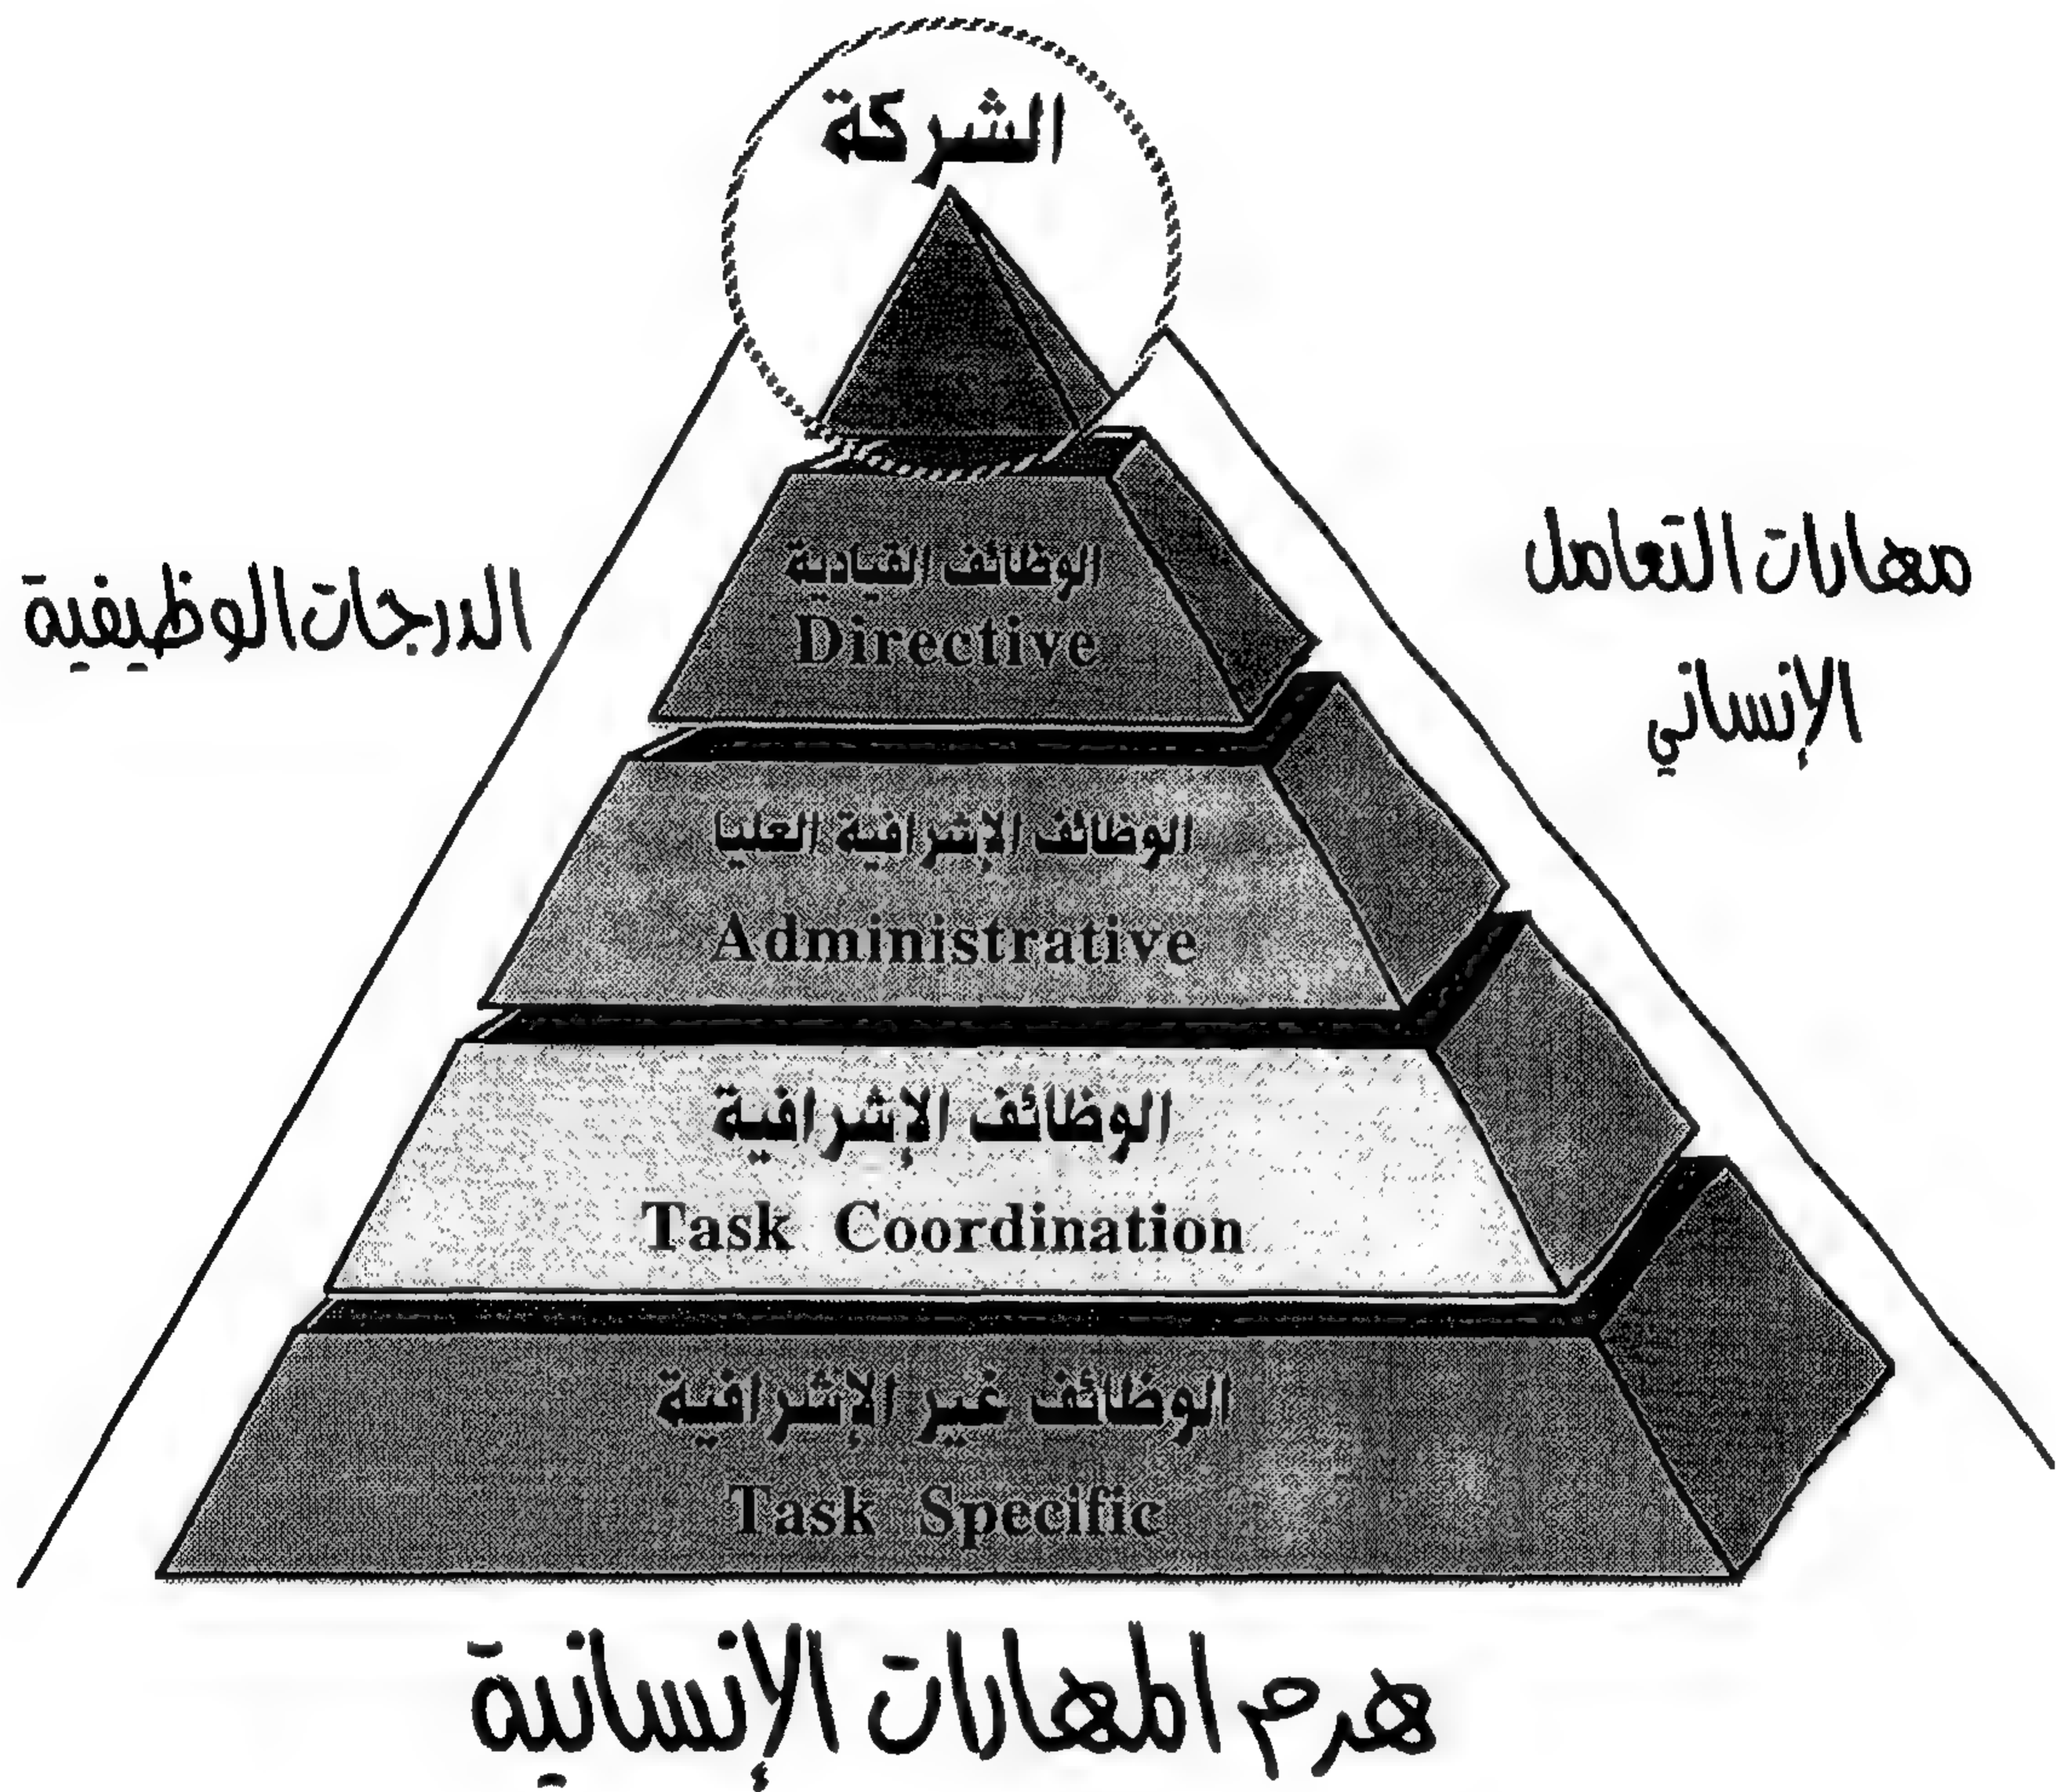 الشركة
مهارات التعامل
الإنساني
الدرجات الوظيفية
الوظائف القيادية
Directive
الوظائف الإشرافية العليا
Administrative
الوظائف الإشرافية
Task Coordination
الوظائف غير الإشرافية
Task Specific
هرم المهارات الإنسانية